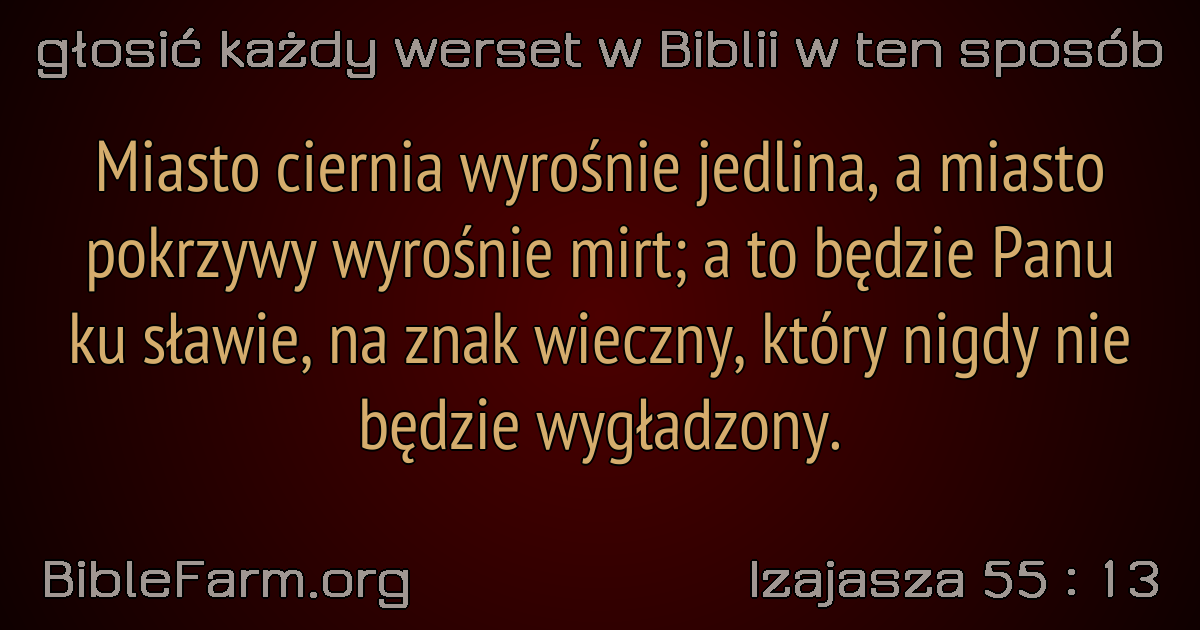 głosić każdy werset w Biblii w ten sposób
Miasto ciernia wyrośnie jedlina, a miasto
pokrzywy wyrośnie mirt; a to będzie Panu
ku sławie, na znak wieczny, który nigdy nie
będzie wygładzony.
BibleFarm.org
Izajasza 55 : 13